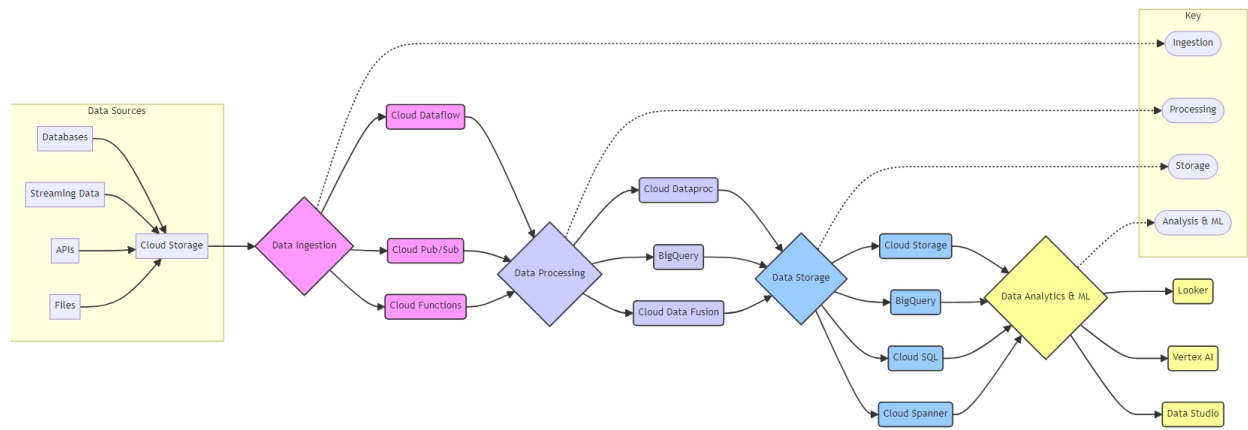 Data Sources
Databases
Streaming Data
APIs
Files
Cloud Storage
Data Ingestion
Cloud Dataflow
Cloud Pub/Sub
Cloud Functions
Data Processing
Cloud Dataproc
BigQuery
Cloud Data Fusion
Data Storage
Cloud Storage
BigQuery
Cloud SQL
Cloud Spanner
Data Analytics & ML
Key
Ingestion
Processing
Storage
Analysis & ML
Looker
Vertex AI
Data Studio